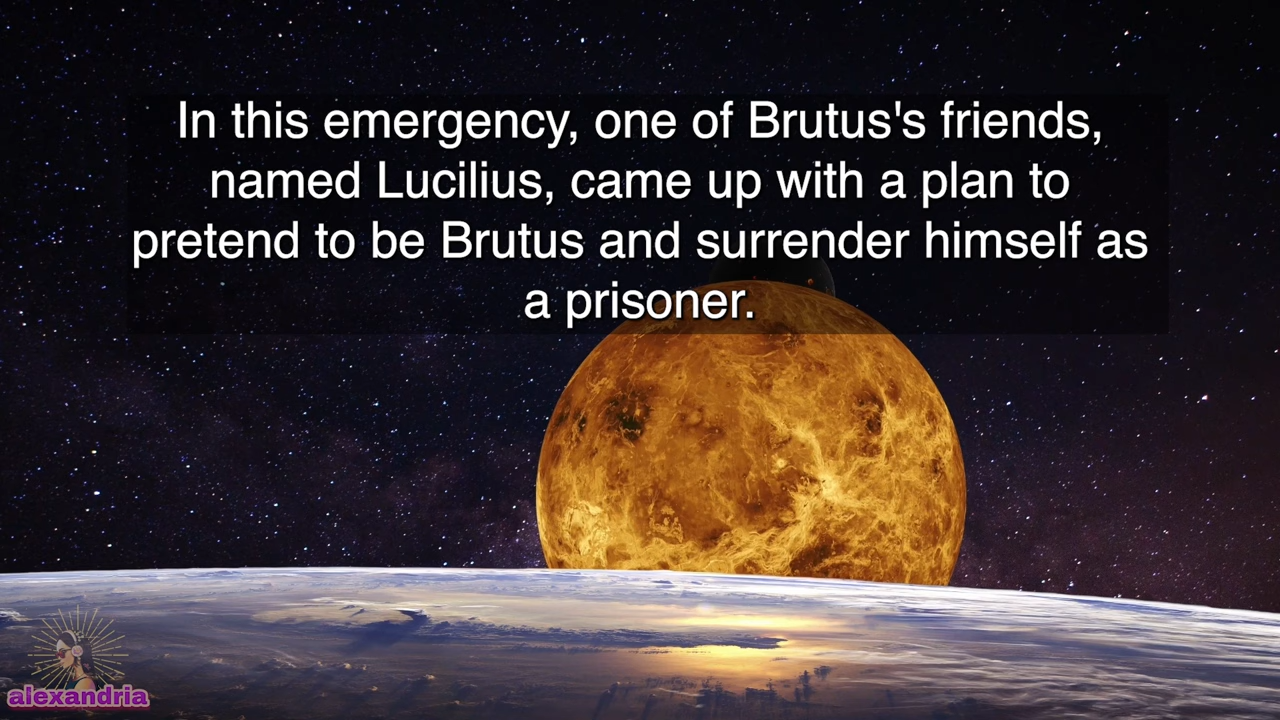 In this emergency, one of Brutus's friends,
named Lucilius, came up with a plan to
pretend to be Brutus and surrender himself as
a prisoner.
alexandria